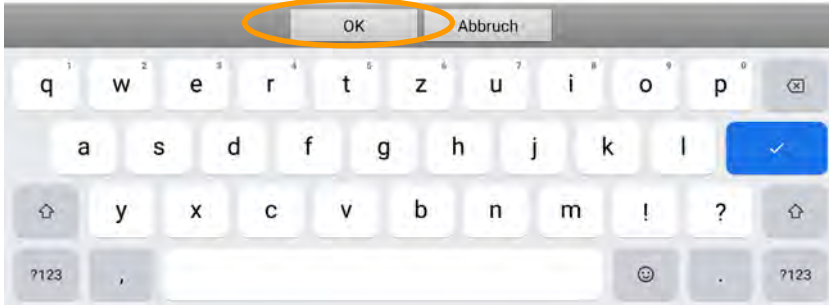 OK Abbruch
q 1 w 2 e 3 r 4 t 5 z 6 u 7 i 8 o 9 p 0
a s d f g h j k l
y x c v b n m ! ?
?123 , . ?123